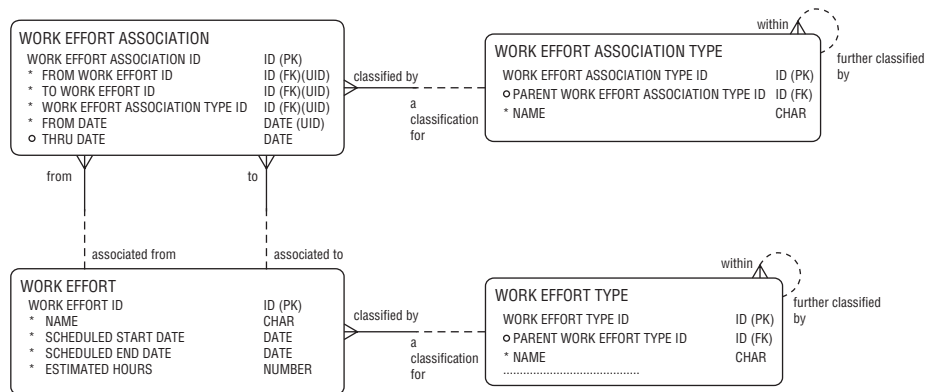 WORK EFFORT ASSOCIATION
WORK EFFORT ASSOCIATION ID ID (PK)
* FROM WORK EFFORT ID ID (FK)(UID)
* TO WORK EFFORT ID ID (FK)(UID)
* WORK EFFORT ASSOCIATION TYPE ID ID (FK)(UID)
* FROM DATE DATE (UID)
o THRU DATE DATE
classified by
a
classification
for
WORK EFFORT ASSOCIATION TYPE
WORK EFFORT ASSOCIATION TYPE ID ID (PK)
o PARENT WORK EFFORT ASSOCIATION TYPE ID ID (FK)
* NAME CHAR
within
further classified
by
from
to
associated from
associated to
WORK EFFORT
WORK EFFORT ID ID (PK)
* NAME CHAR
* SCHEDULED START DATE DATE
* SCHEDULED END DATE DATE
* ESTIMATED HOURS NUMBER
classified by
a
classification
for
WORK EFFORT TYPE
WORK EFFORT TYPE ID ID (PK)
o PARENT WORK EFFORT TYPE ID ID (FK)
* NAME CHAR
.........................................
within
further classified
by